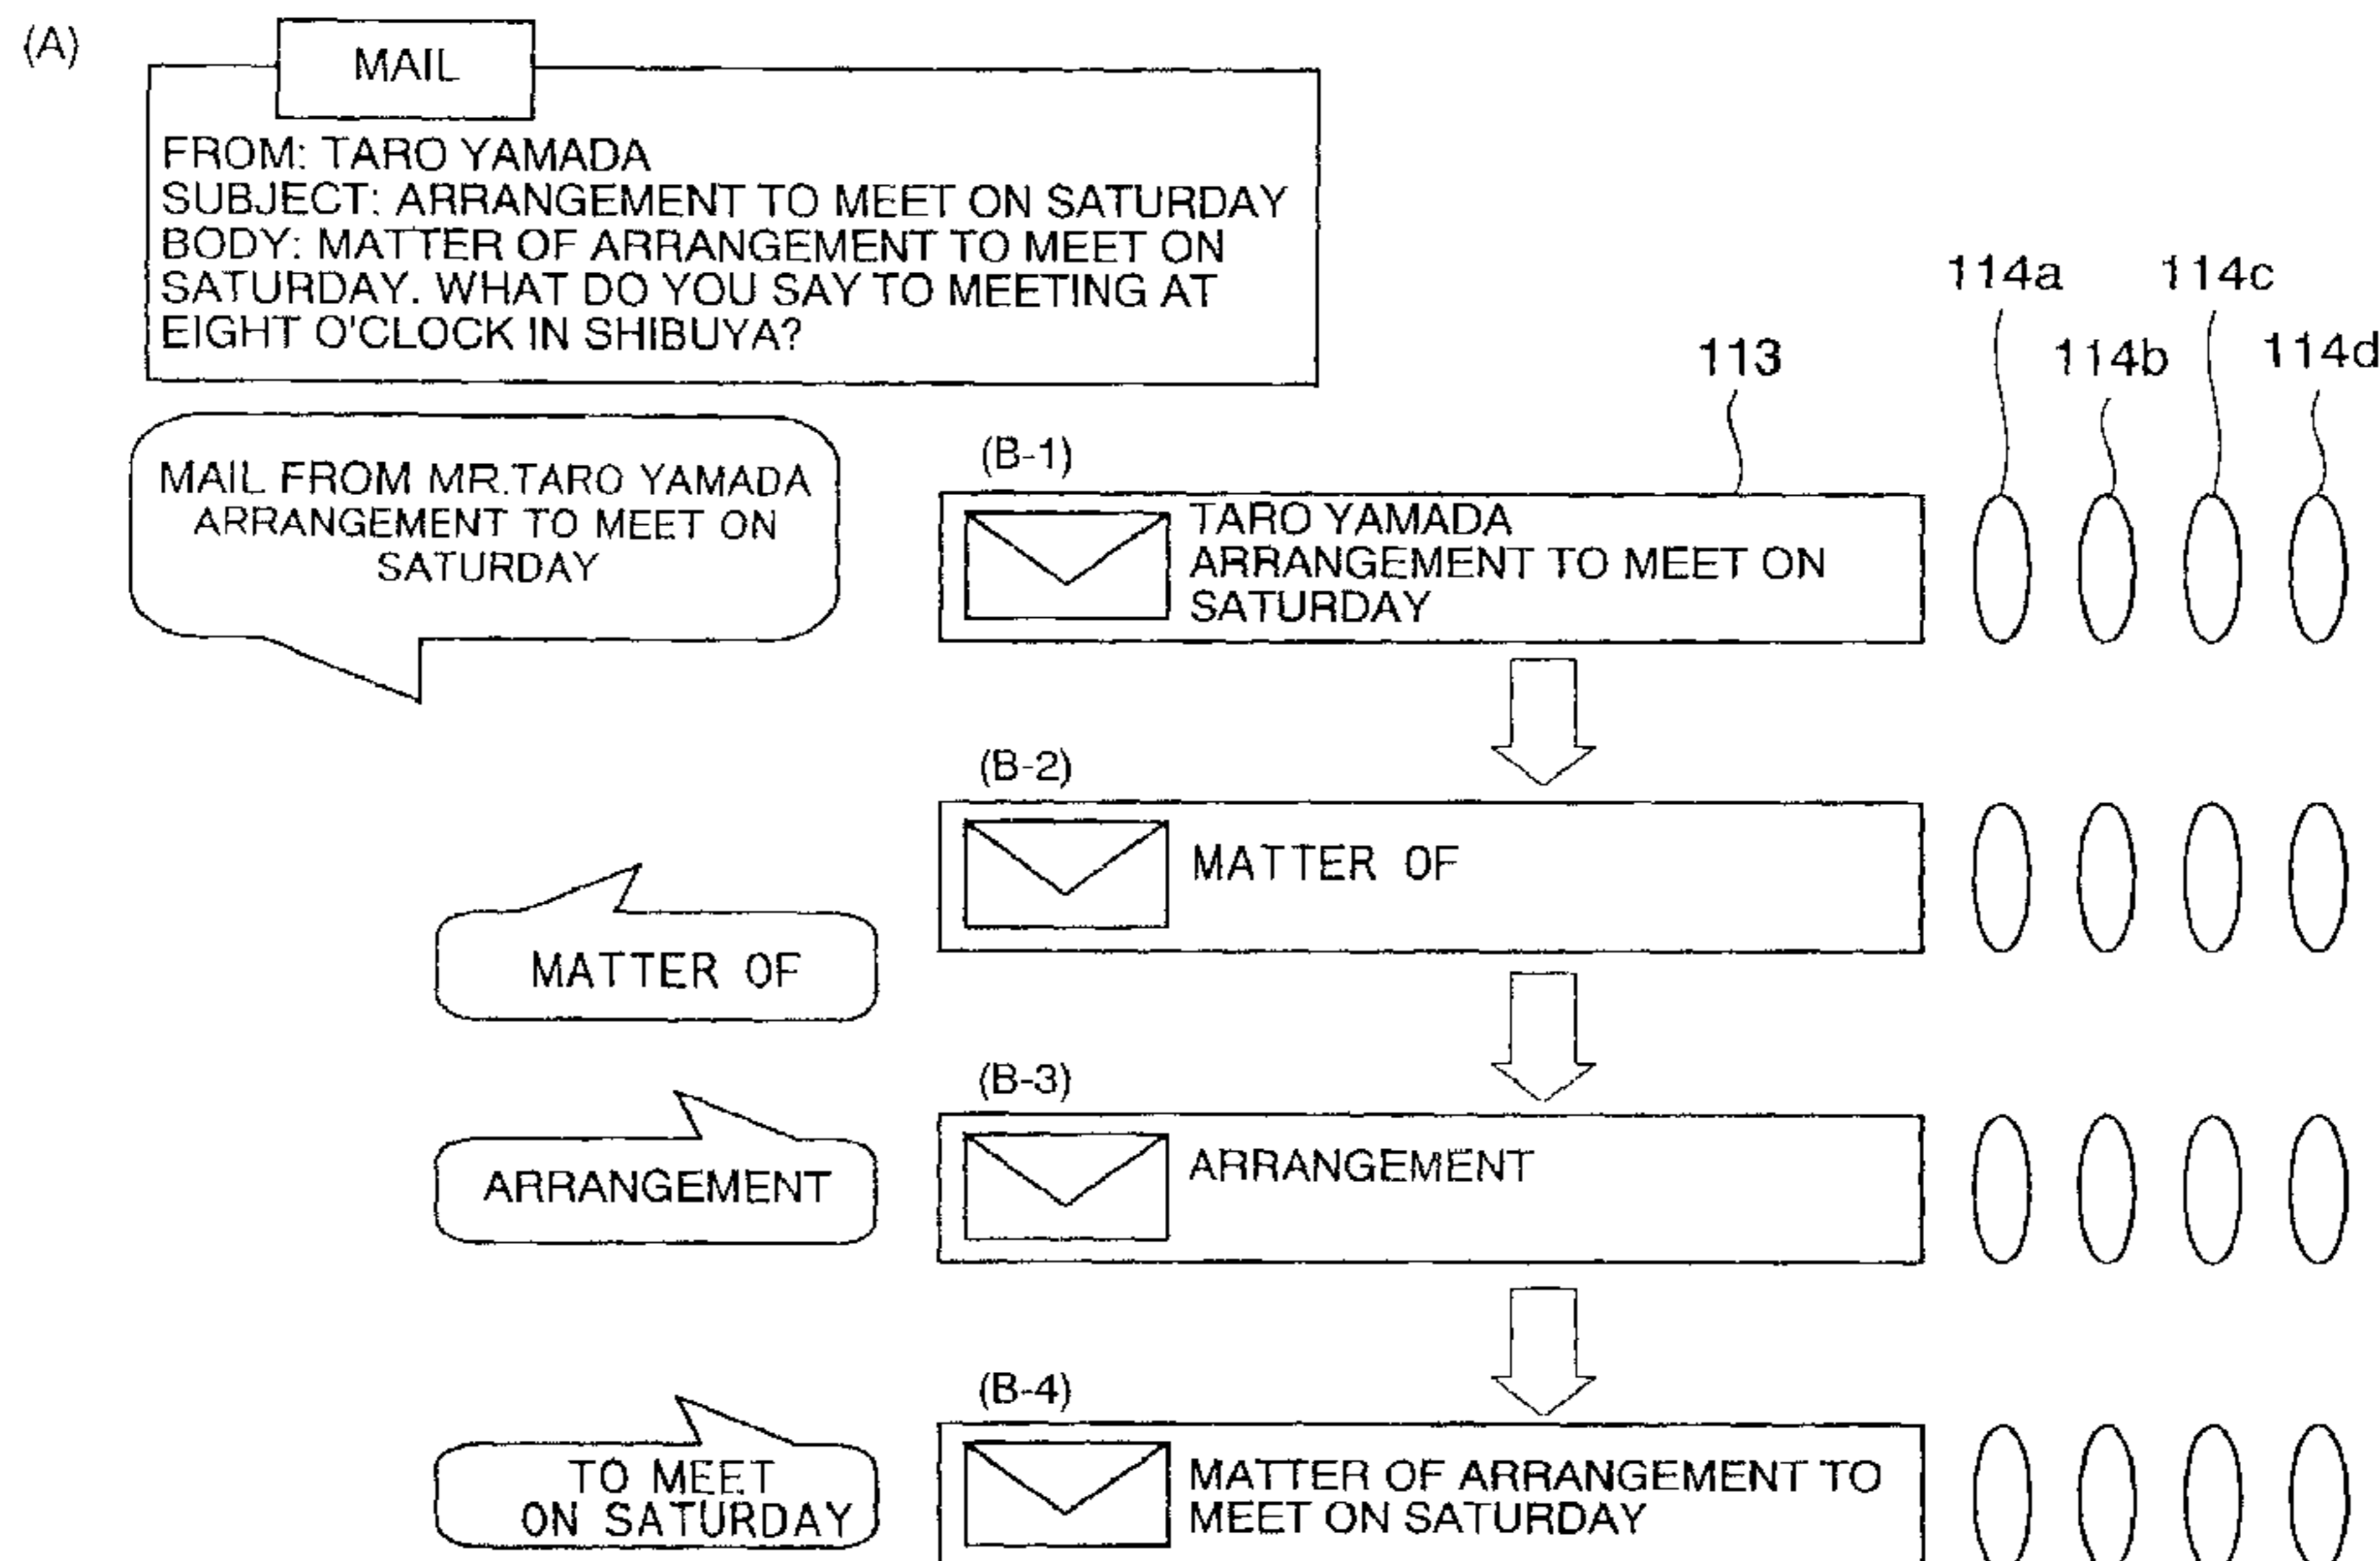 (A)
MAIL
FROM: TARO YAMADA
SUBJECT: ARRANGEMENT TO MEET ON SATURDAY
BODY: MATTER OF ARRANGEMENT TO MEET ON
SATURDAY. WHAT DO YOU SAY TO MEETING AT
EIGHT O'CLOCK IN SHIBUYA?
114a
114c
113
114b
114d
MAIL FROM MR.TARO YAMADA
ARRANGEMENT TO MEET ON
SATURDAY
(B-1)
TARO YAMADA
ARRANGEMENT TO MEET ON
SATURDAY
(B-2)
MATTER OF
MATTER OF
(B-3)
ARRANGEMENT
ARRANGEMENT
(B-4)
TO MEET
ON SATURDAY
MATTER OF ARRANGEMENT TO
MEET ON SATURDAY